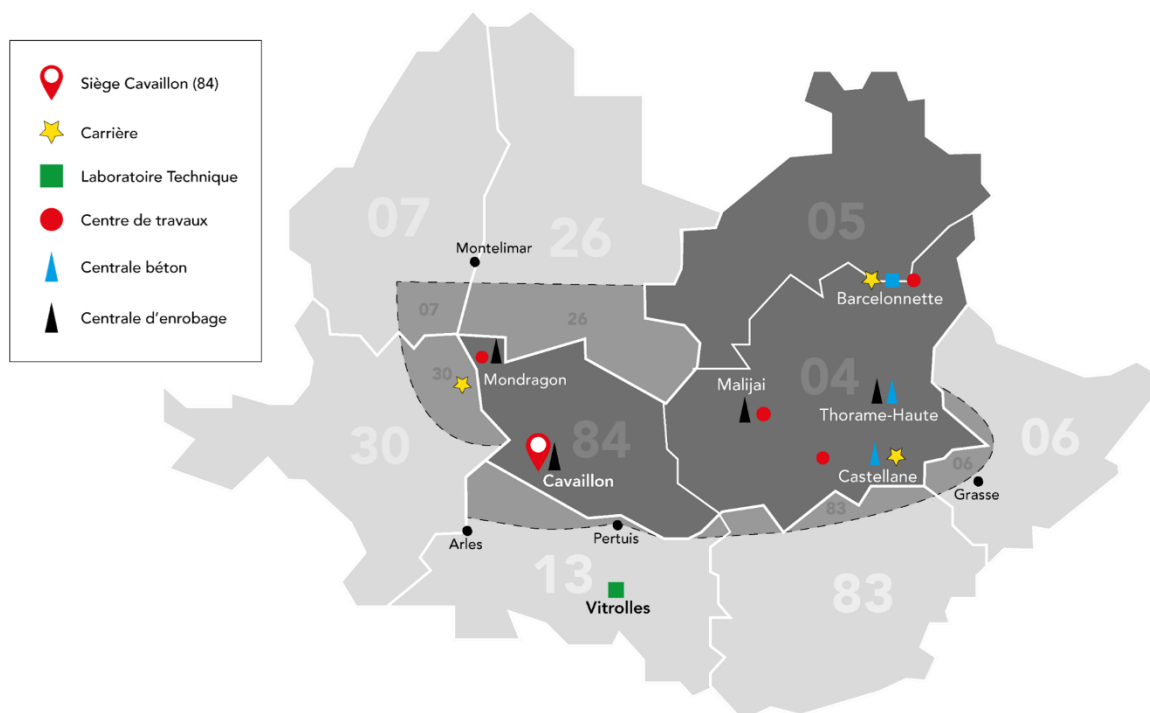 Siège Cavaillon (84)
Carrière
Laboratoire Technique
Centre de travaux
Centrale béton
Centrale d'enrobage
07
26
05
Montelimar
Barcelonnette
07
26
30
Mondragon
Malijai
04
Thorame-Haute
30
84
06
Cavaillon
Castellane
06
Grasse
83
Arles
Pertuis
13
83
Vitrolles